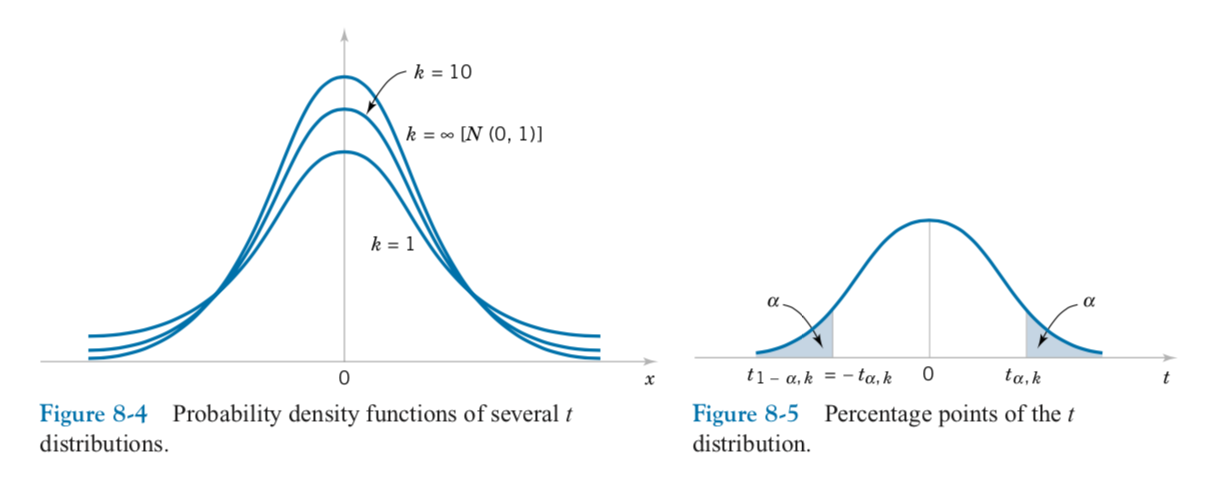 k = 10
k = ∞ [N (0, 1)]
k = 1
0
x
Figure 8-4 Probability density functions of several t
distributions.
α
α
t1 – α, k = – tα, k
0
tα, k
t
Figure 8-5 Percentage points of the t
distribution.